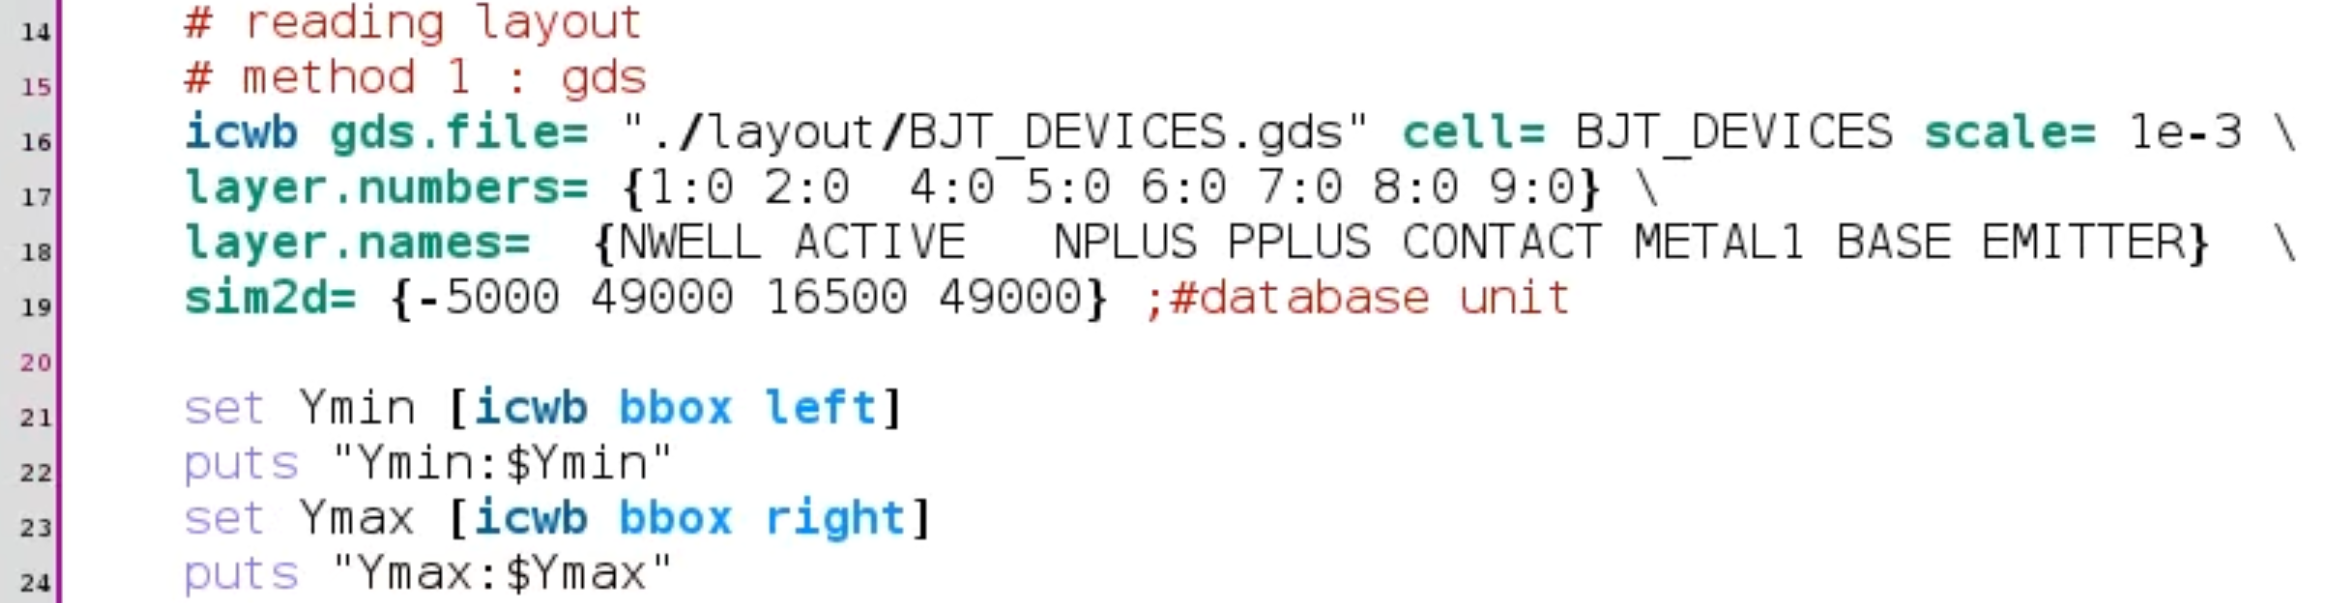 14 # reading layout
15 # method 1 : gds
16 icwb gds.file= "./layout/BJT_DEVICES.gds" cell= BJT_DEVICES scale= 1e-3 \
17 layer.numbers= {1:0 2:0  4:0 5:0 6:0 7:0 8:0 9:0} \
18 layer.names=  {NWELL ACTIVE   NPLUS PPLUS CONTACT METAL1 BASE EMITTER}  \
19 sim2d= {-5000 49000 16500 49000} ;#database unit
20
21 set Ymin [icwb bbox left]
22 puts "Ymin:$Ymin"
23 set Ymax [icwb bbox right]
24 puts "Ymax:$Ymax"